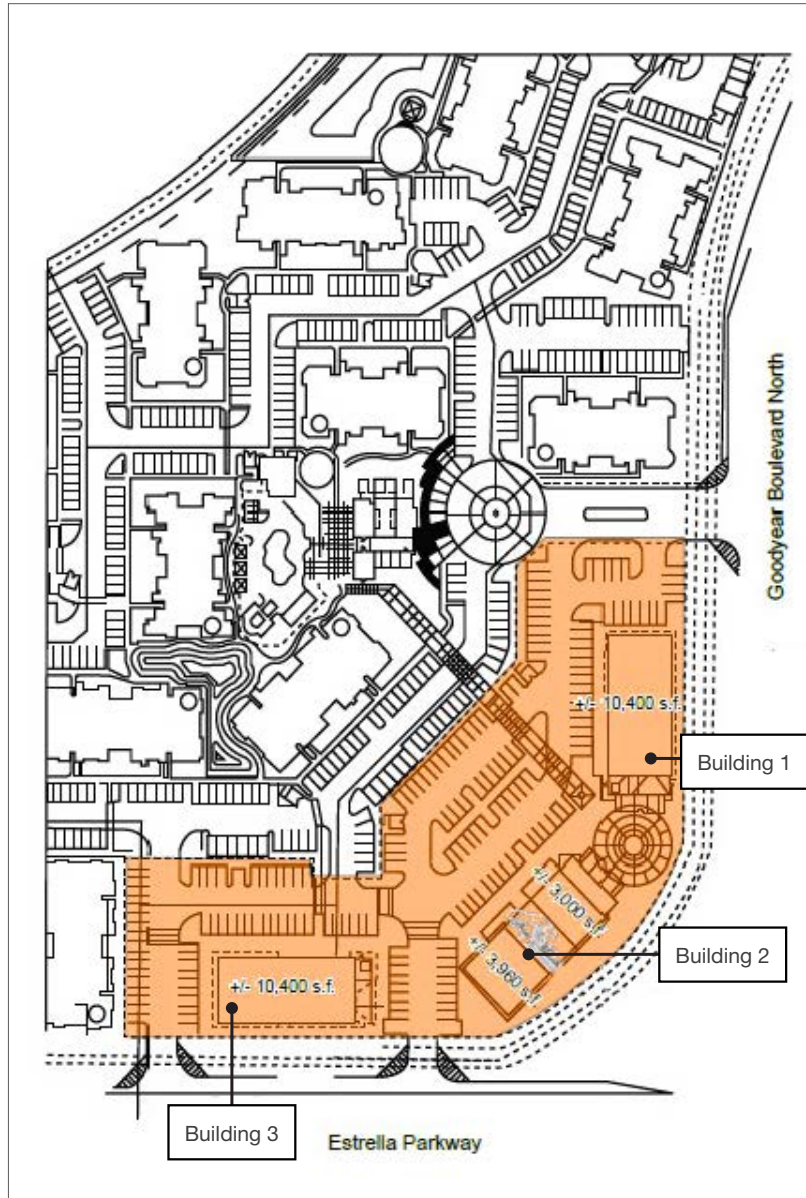 Goodyear Boulevard North
+/- 10,400 s.f.
Building 1
+/- 3,000 s.f.
+/- 3,960 s.f.
Building 2
+/- 10,400 s.f.
Building 3
Estrella Parkway